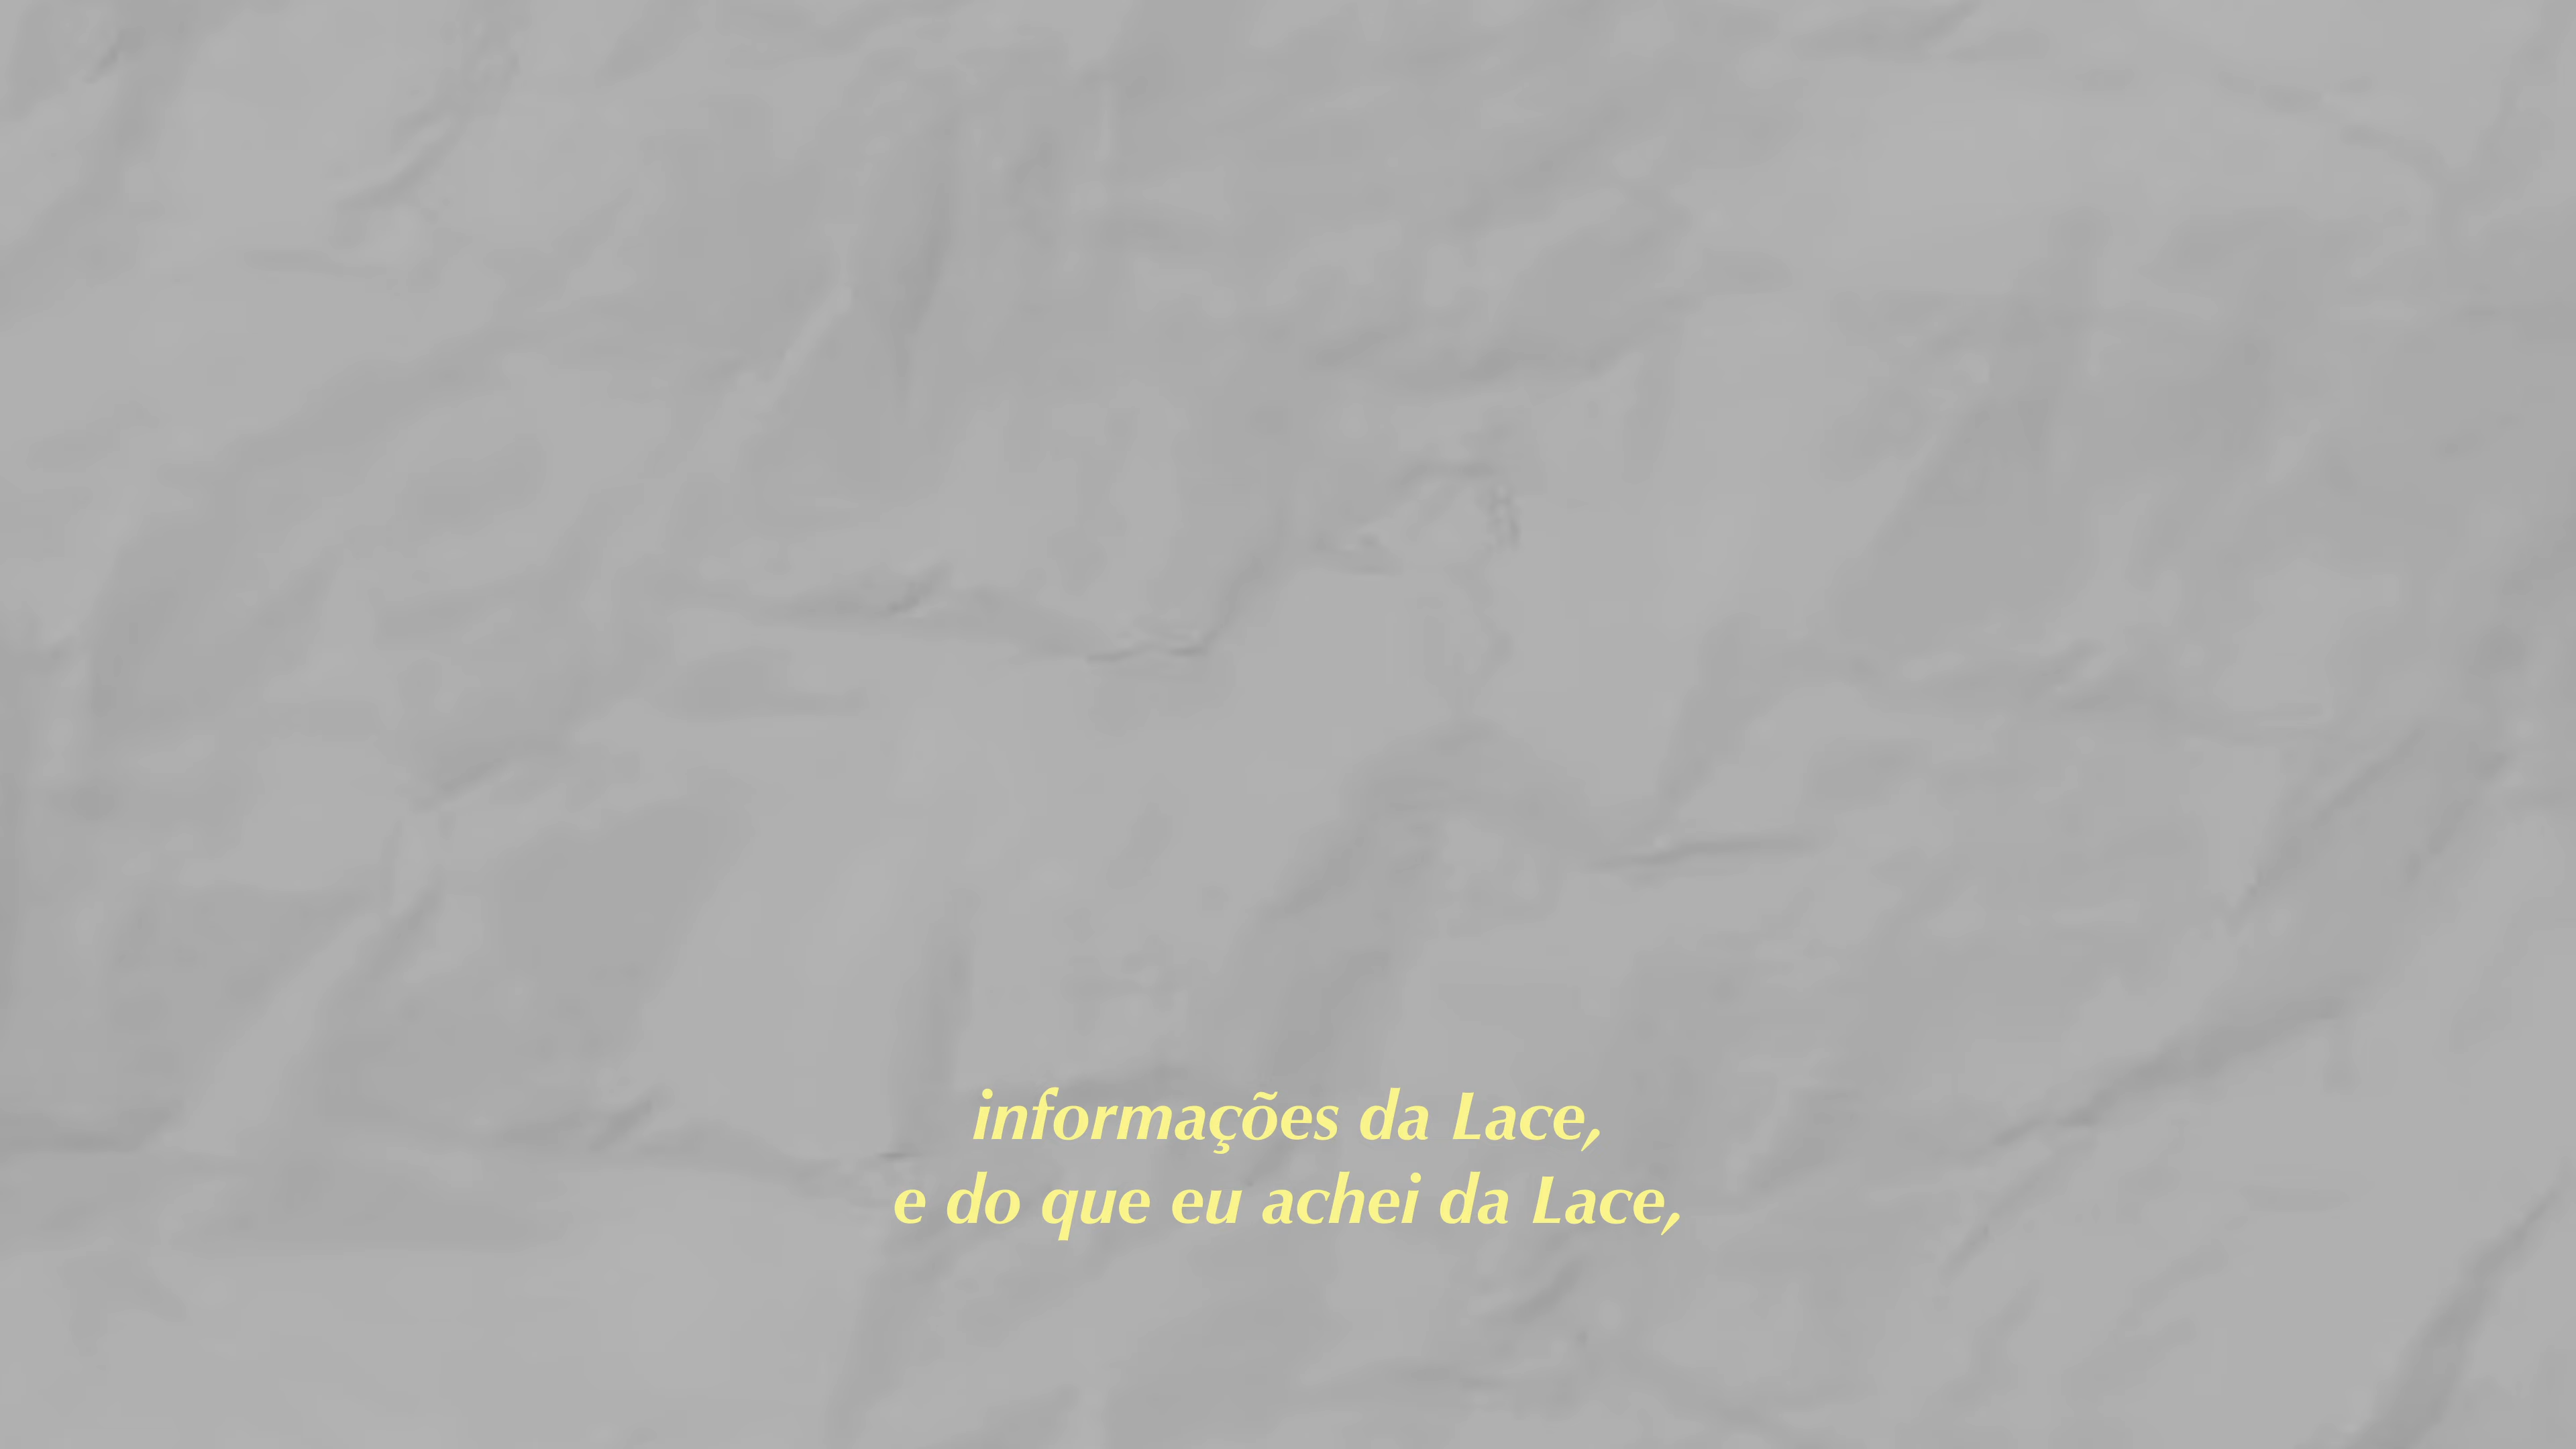 informações da Lace,
e do que eu achei da Lace,